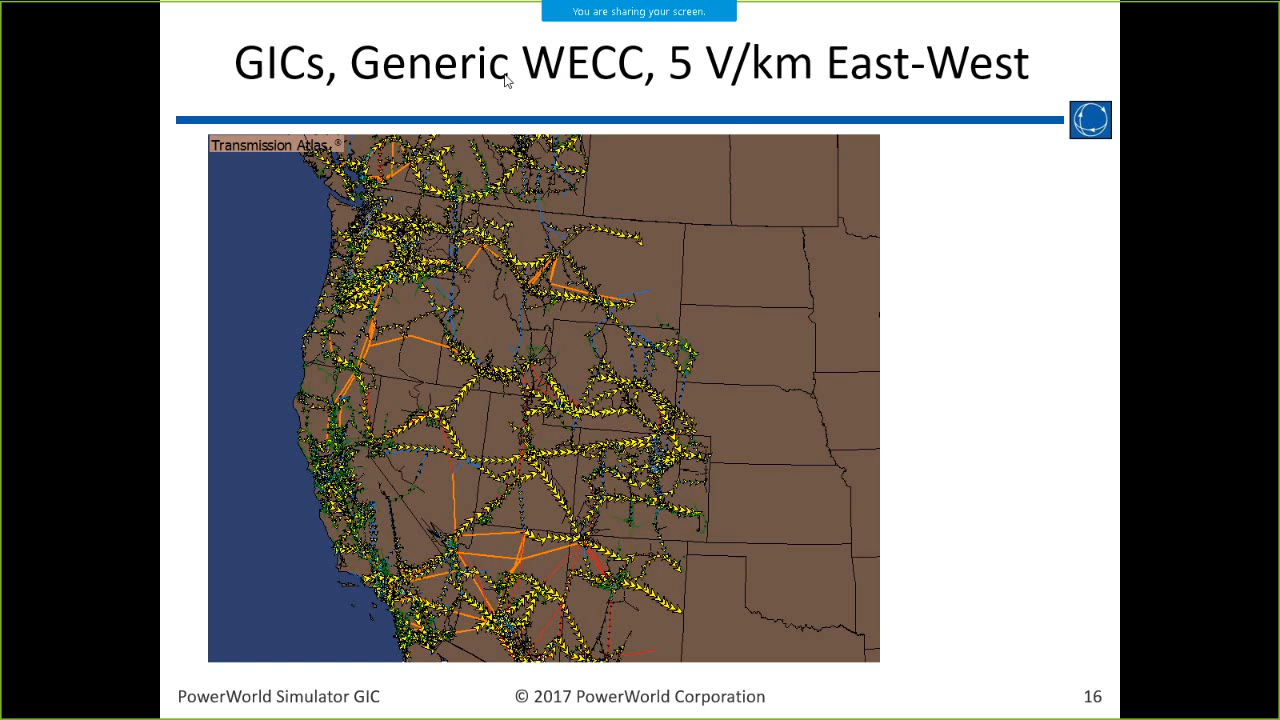 You are sharing your screen.
GICs, Generic WECC, 5 V/km East-West
Transmission Atlas ®
PowerWorld Simulator GIC
© 2017 PowerWorld Corporation
16